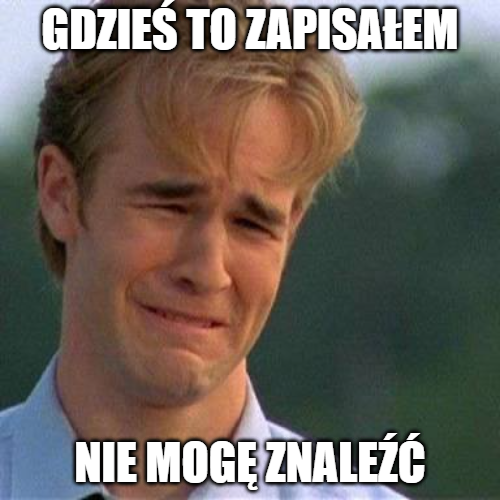 GDZIEŚ TO ZAPISAŁEM
NIE MOGĘ ZNALEŹĆ